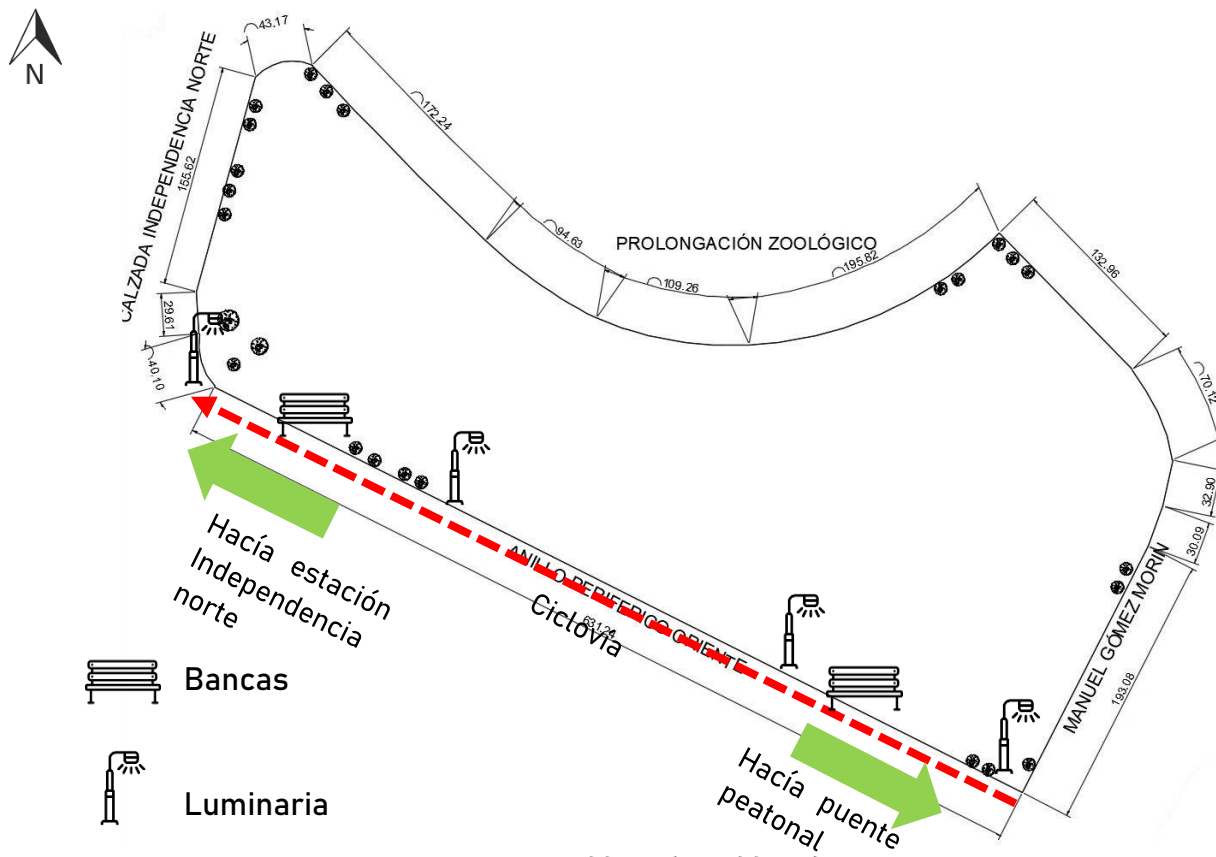 N
43.17
172.24
CALZADA INDEPENDENCIA NORTE
155.62
94.63
PROLONGACIÓN ZOOLÓGICO
109.26
195.82
132.96
29.61
40.10
70.12
32.90
30.09
Hacía estación
Independencia
norte
ANILLO PERIFERICO ORIENTE
Ciclovía
631.24
MANUEL GÓMEZ MORIN
193.08
Bancas
Luminaria
Hacía puente
peatonal